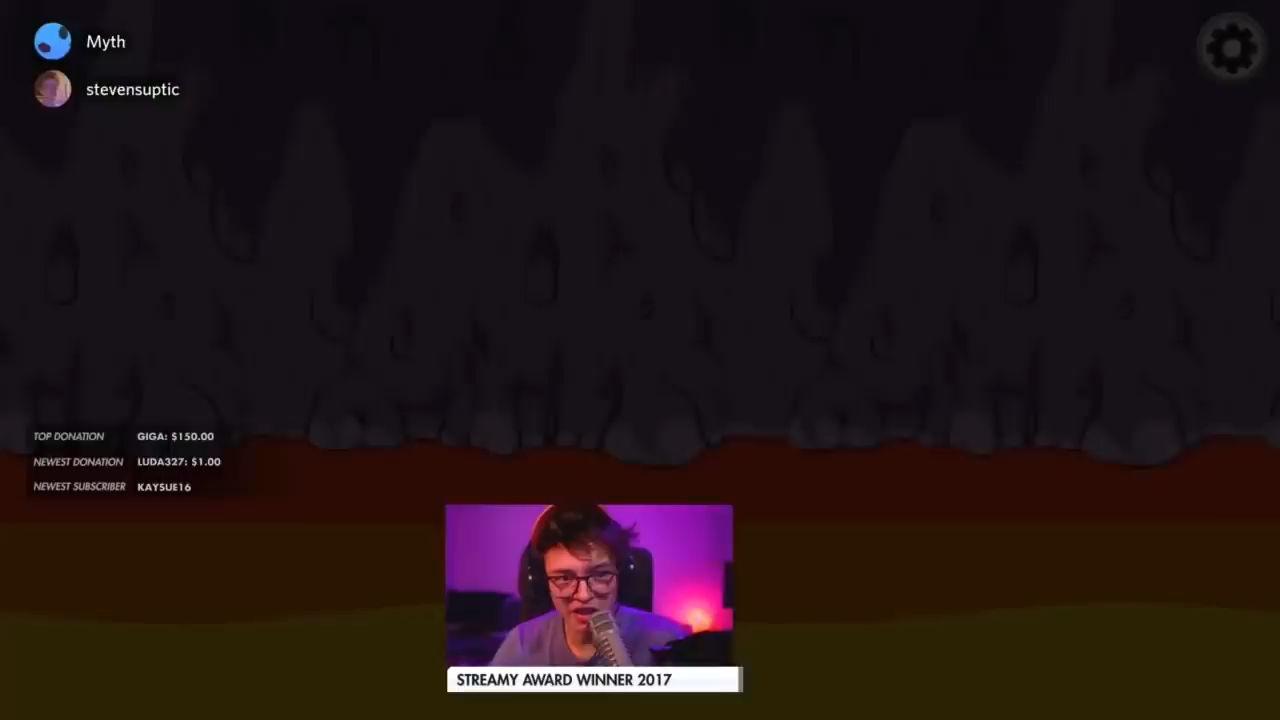 Myth
stevensuptic
TOP DONATION GIGA: $150.00
NEWEST DONATION LUDA327: $1.00
NEWEST SUBSCRIBER KAYSUE16
STREAMY AWARD WINNER 2017